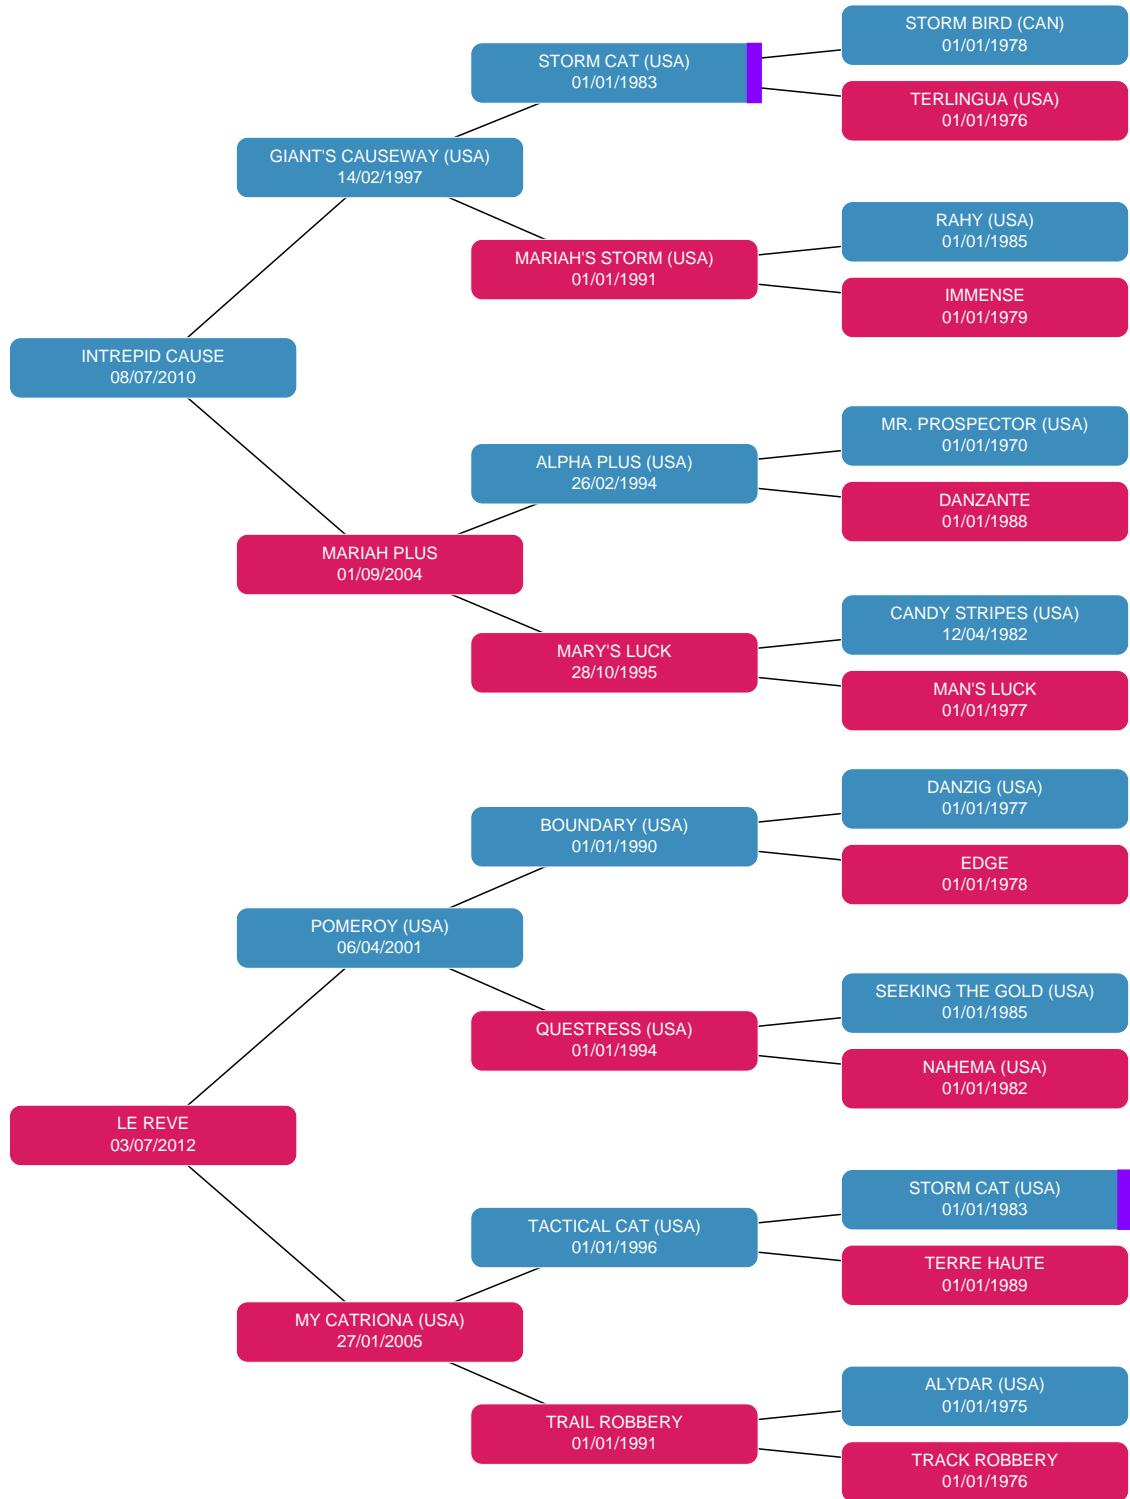 STORM BIRD (CAN)
01/01/1978
STORM CAT (USA)
01/01/1983
TERLINGUA (USA)
01/01/1976
GIANT'S CAUSEWAY (USA)
14/02/1997
RAHY (USA)
01/01/1985
MARIAH'S STORM (USA)
01/01/1991
IMMENSE
01/01/1979
INTREPID CAUSE
08/07/2010
MR. PROSPECTOR (USA)
01/01/1970
ALPHA PLUS (USA)
26/02/1994
DANZANTE
01/01/1988
MARIAH PLUS
01/09/2004
CANDY STRIPES (USA)
12/04/1982
MARY'S LUCK
28/10/1995
MAN'S LUCK
01/01/1977
DANZIG (USA)
01/01/1977
BOUNDARY (USA)
01/01/1990
EDGE
01/01/1978
POMEROY (USA)
06/04/2001
SEEKING THE GOLD (USA)
01/01/1985
QUESTRESS (USA)
01/01/1994
NAHEMA (USA)
01/01/1982
LE REVE
03/07/2012
STORM CAT (USA)
01/01/1983
TACTICAL CAT (USA)
01/01/1996
TERRE HAUTE
01/01/1989
MY CATRIONA (USA)
27/01/2005
ALYDAR (USA)
01/01/1975
TRAIL ROBBERY
01/01/1991
TRACK ROBBERY
01/01/1976